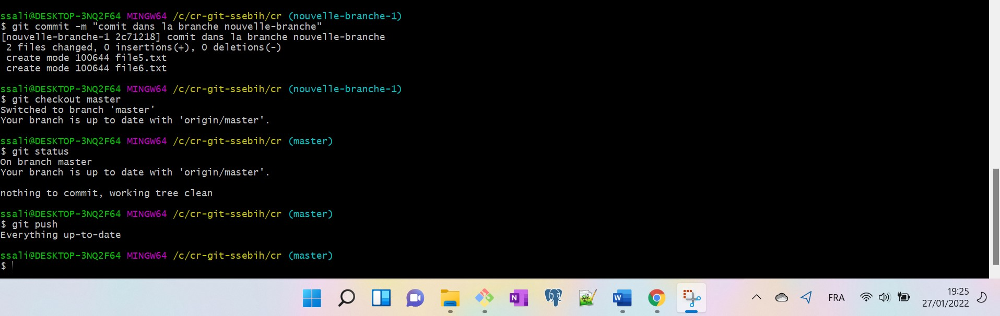 ssali@DESKTOP-3NQ2F64 MINGW64 /c/cr-git-ssebih/cr (nouvelle-branche-1)
$ git commit -m "comit dans la branche nouvelle-branche"
[nouvelle-branche-1 2c71218] comit dans la branche nouvelle-branche
 2 files changed, 0 insertions(+), 0 deletions(-)
 create mode 100644 file5.txt
 create mode 100644 file6.txt
ssali@DESKTOP-3NQ2F64 MINGW64 /c/cr-git-ssebih/cr (nouvelle-branche-1)
$ git checkout master
Switched to branch 'master'
Your branch is up to date with 'origin/master'.
ssali@DESKTOP-3NQ2F64 MINGW64 /c/cr-git-ssebih/cr (master)
$ git status
On branch master
Your branch is up to date with 'origin/master'.
nothing to commit, working tree clean
ssali@DESKTOP-3NQ2F64 MINGW64 /c/cr-git-ssebih/cr (master)
$ git push
Everything up-to-date
ssali@DESKTOP-3NQ2F64 MINGW64 /c/cr-git-ssebih/cr (master)
$
N
W
FRA
19:25
27/01/2022